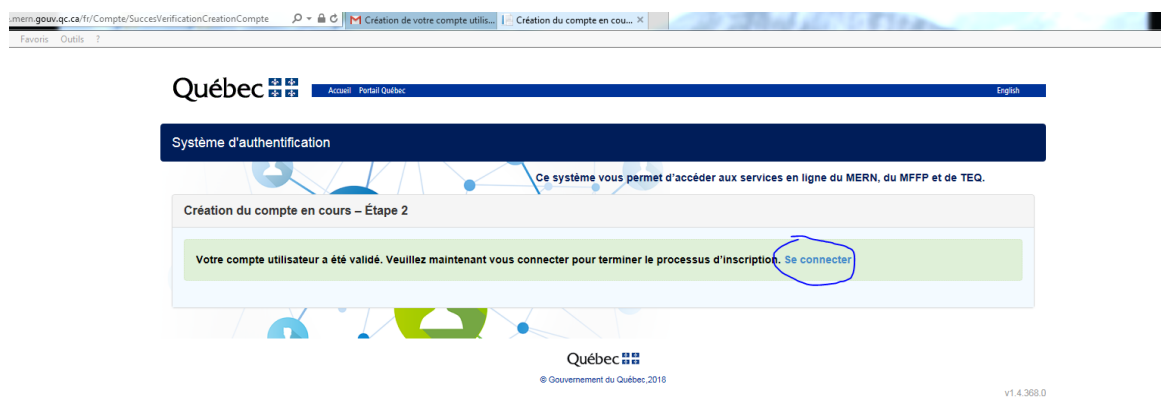 .mern.gouv.qc.ca/fr/Compte/SuccesVerificationCreationCompte Création de votre compte utilis... Création du compte en cou... ×
Favoris Outils ?
Québec Accueil Portail Québec English
Système d'authentification
Ce système vous permet d'accéder aux services en ligne du MERN, du MFFP et de TEQ.
Création du compte en cours – Étape 2
Votre compte utilisateur a été validé. Veuillez maintenant vous connecter pour terminer le processus d'inscription. Se connecter
Québec
© Gouvernement du Québec,2018
v1.4.368.0